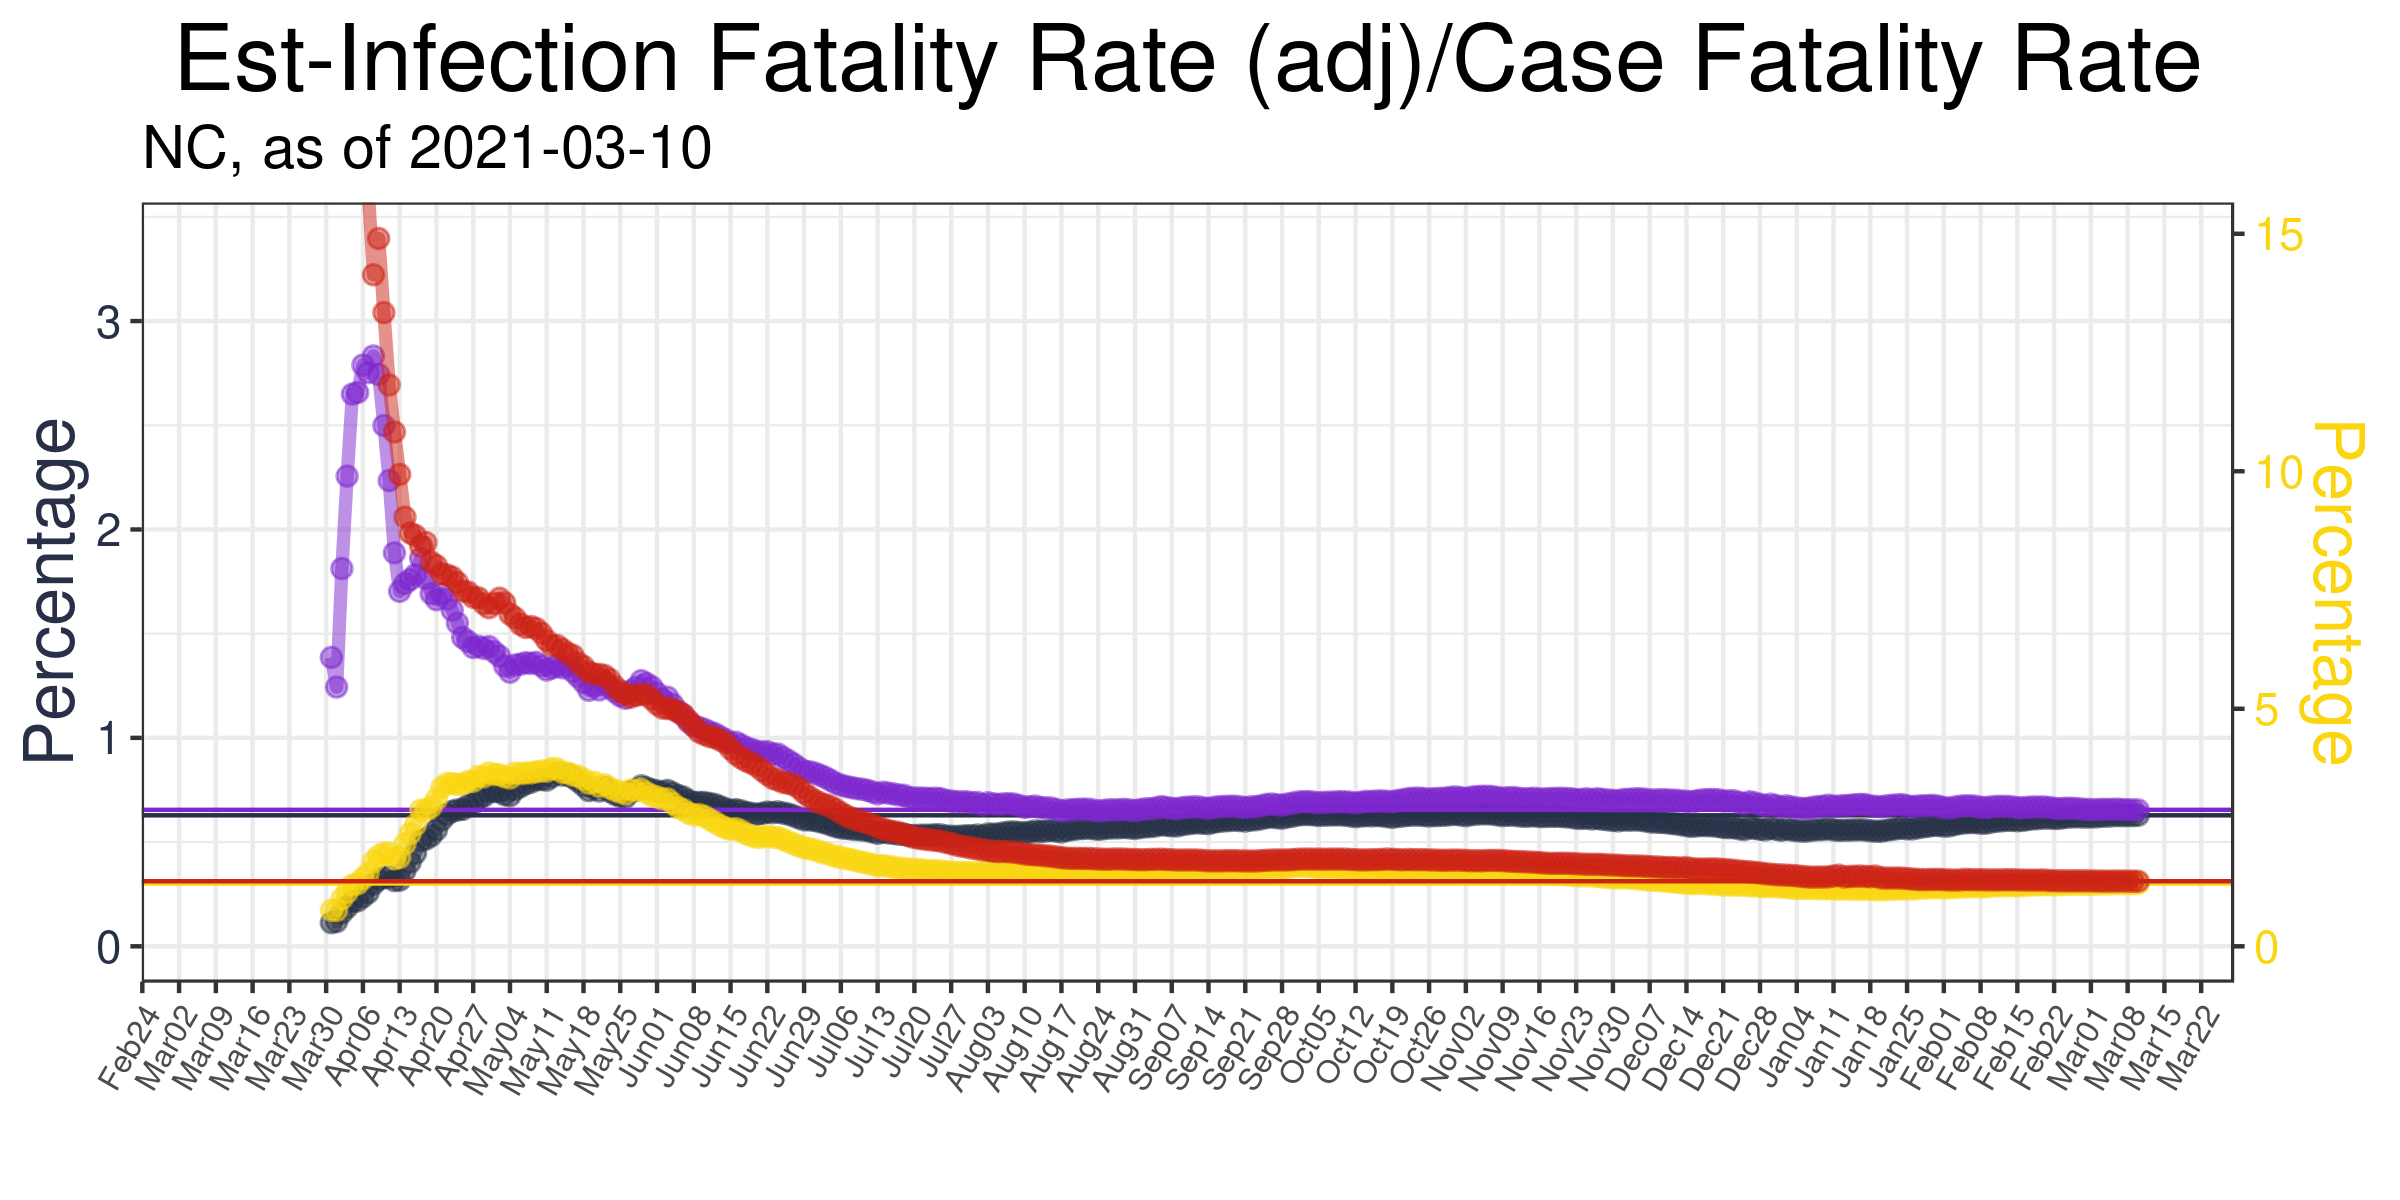 Est-Infection Fatality Rate (adj)/Case Fatality Rate
NC, as of 2021-03-10
Percentage
3
2
1
0
15
10
5
0
Percentage
Feb24
Mar02
Mar09
Mar16
Mar23
Mar30
Apr06
Apr13
Apr20
Apr27
May04
May11
May18
May25
Jun01
Jun08
Jun15
Jun22
Jun29
Jul06
Jul13
Jul20
Jul27
Aug03
Aug10
Aug17
Aug24
Aug31
Sep07
Sep14
Sep21
Sep28
Oct05
Oct12
Oct19
Oct26
Nov02
Nov09
Nov16
Nov23
Nov30
Dec07
Dec14
Dec21
Dec28
Jan04
Jan11
Jan18
Jan25
Feb01
Feb08
Feb15
Feb22
Mar01
Mar08
Mar15
Mar22